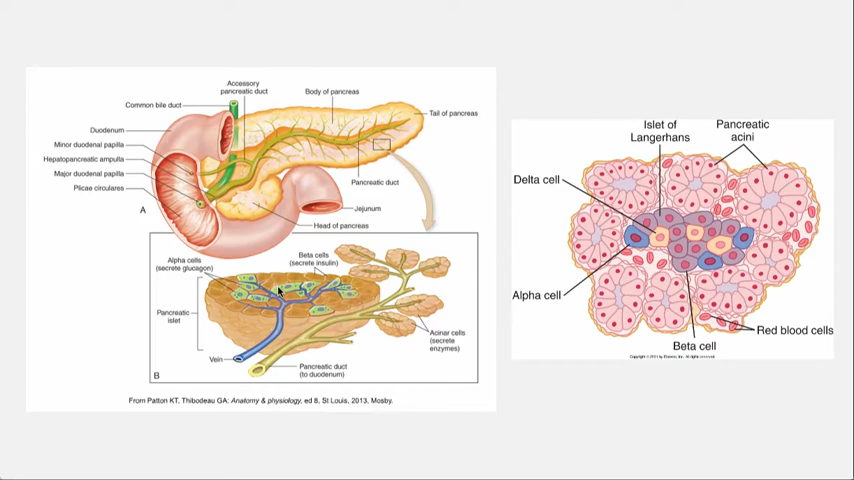 Accessory
pancreatic duct
Body of pancreas
Common bile duct
Tail of pancreas
Duodenum
Minor duodenal papilla
Hepatopancreatic ampulla
Major duodenal papilla
Plicae circulares
Pancreatic duct
A
Jejunum
Head of pancreas
Alpha cells
(secrete glucagon)
Beta cells
(secrete insulin)
Pancreatic
islet
Acinar cells
(secrete
enzymes)
Vein
Pancreatic duct
(to duodenum)
B
From Patton KT, Thibodeau GA: Anatomy & physiology, ed 8, St Louis, 2013, Mosby.
Islet of
Langerhans
Pancreatic
acini
Delta cell
Alpha cell
Red blood cells
Beta cell